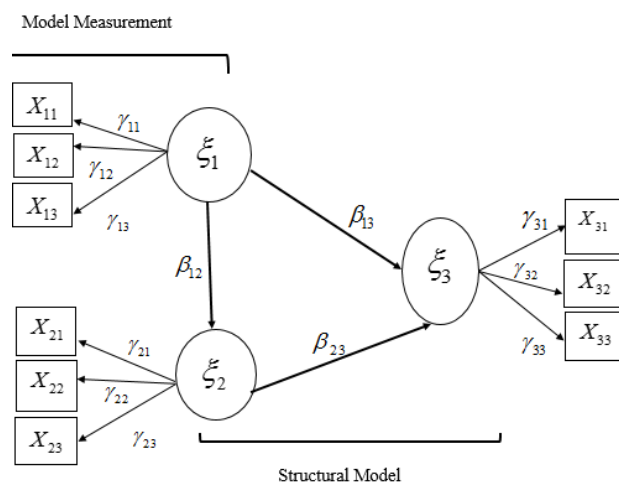 Model Measurement
X₁₁
γ₁₁
X₁₂
γ₁₂
X₁₃
γ₁₃
ξ₁
β₁₃
β₁₂
ξ₃
γ₃₁
X₃₁
γ₃₂
X₃₂
γ₃₃
X₃₃
X₂₁
γ₂₁
X₂₂
γ₂₂
X₂₃
γ₂₃
ξ₂
β₂₃
Structural Model